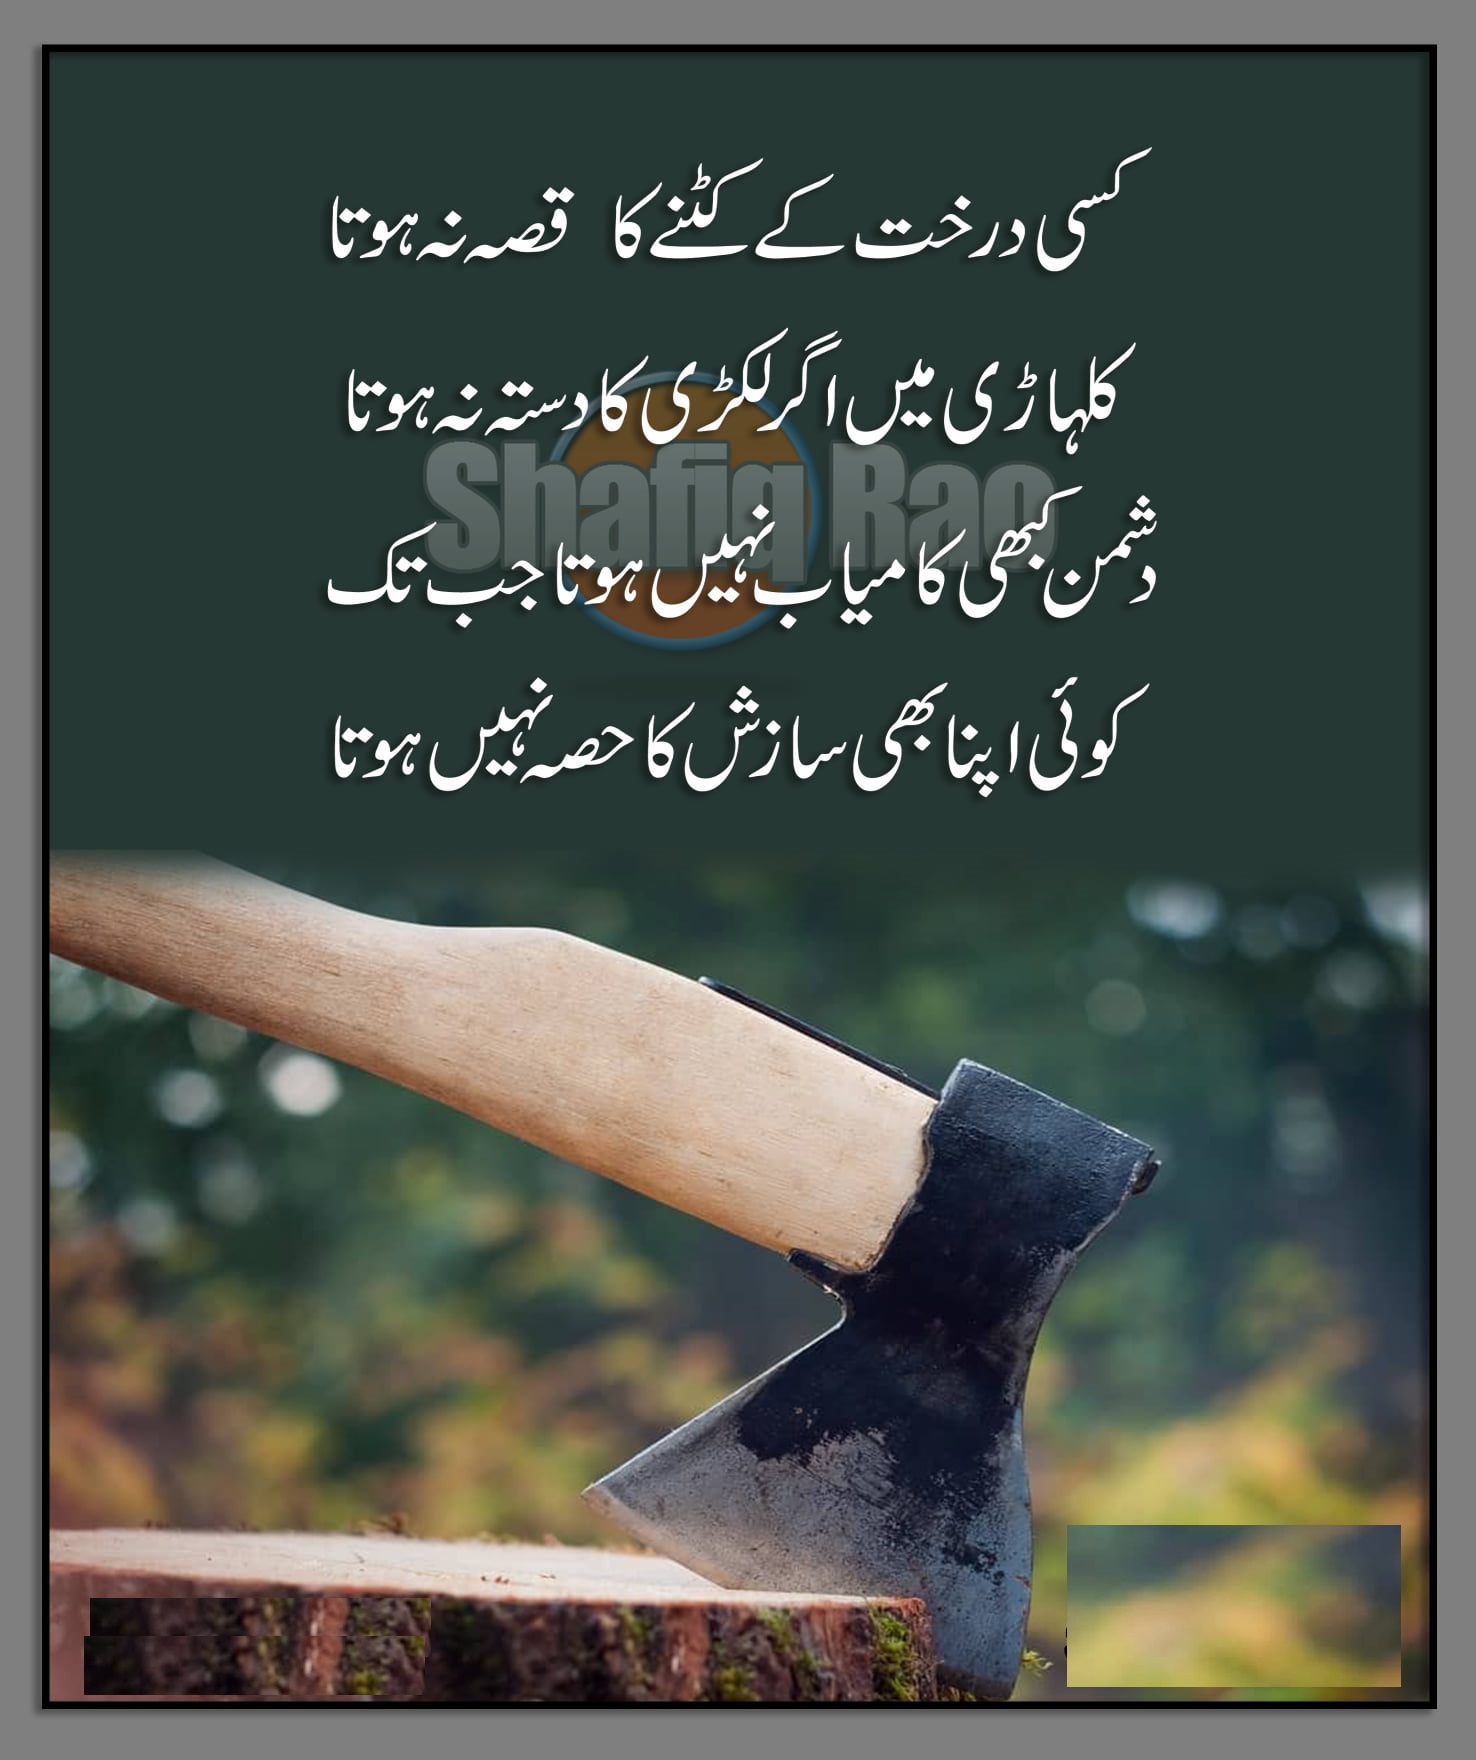 کسی درخت کے کٹنے کا قصہ نہ ہوتا
کلہاڑی میں اگر لکڑی کا دستہ نہ ہوتا
Shafiq Rao
دشمن کبھی کامیاب نہیں ہوتا جب تک
کوئی اپنا بھی سازش کا حصہ نہیں ہوتا